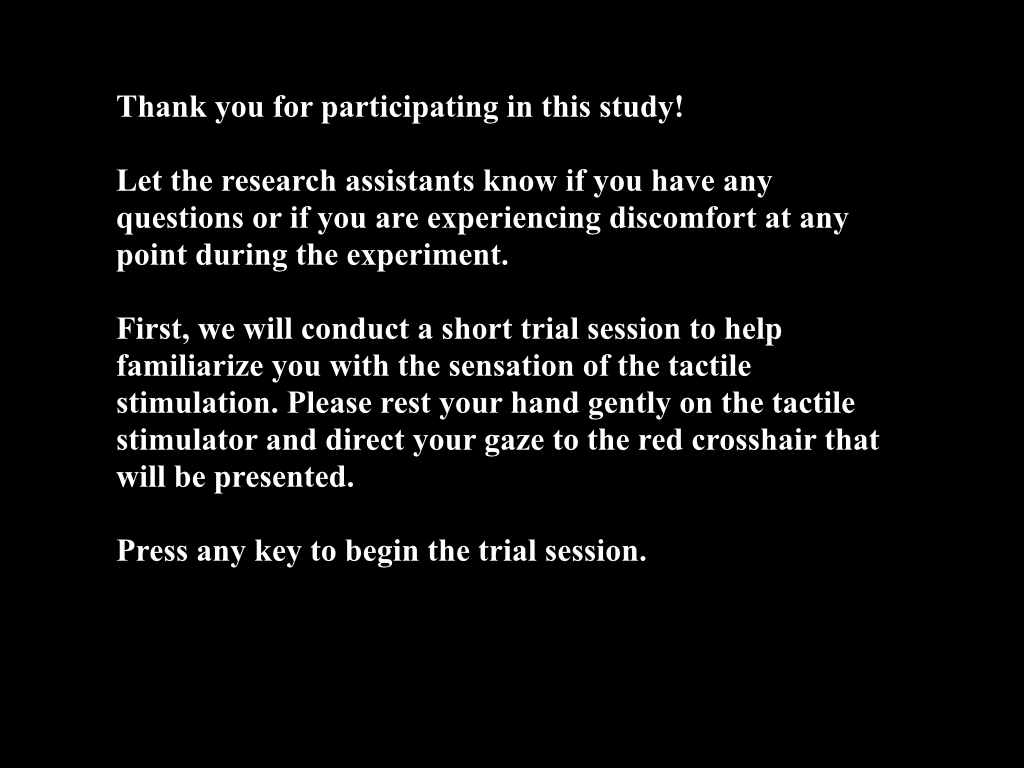 Thank you for participating in this study!
Let the research assistants know if you have any
questions or if you are experiencing discomfort at any
point during the experiment.
First, we will conduct a short trial session to help
familiarize you with the sensation of the tactile
stimulation. Please rest your hand gently on the tactile
stimulator and direct your gaze to the red crosshair that
will be presented.
Press any key to begin the trial session.